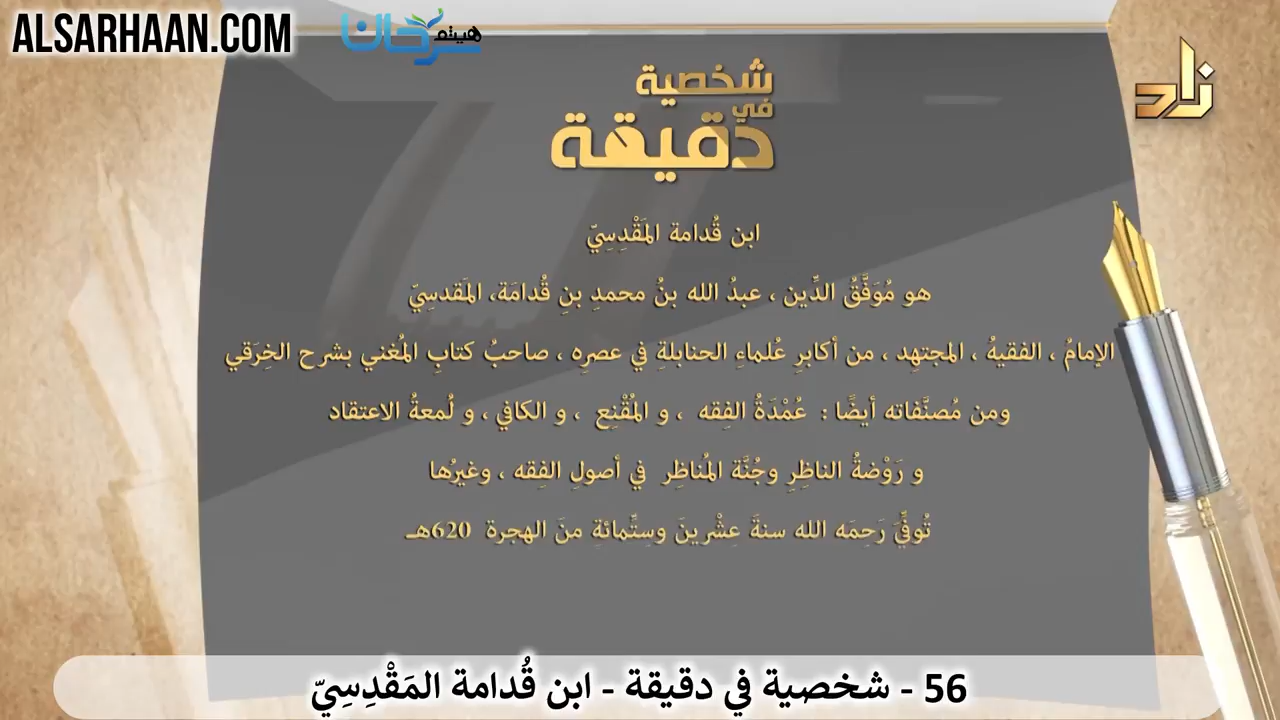 ALSARHAAN.COM
هيثم
سرحان
زاد
شخصية
في
دقيقة
ابن قُدامة المَقْدِسِيّ
هو مُوَفَّقُ الدِّين ، عبدُ الله بنُ محمدِ بنِ قُدامَة، المَقدسِيّ
الإمامُ ، الفقيهُ ، المجتهِد ، من أكابرِ عُلماءِ الحنابلةِ في عصرِه ، صاحبُ كتابِ المُغني بشرح الخِرَقي
ومن مُصنَّفاته أيضًا : عُمْدَةُ الفِقه ، و المُقْنِع ، و الكافي ، و لُمعةُ الاعتقاد
و رَوْضةُ الناظِرِ وجُنَّة المُناظِر في أصولِ الفِقه ، وغيرُها
تُوفِّيَ رَحِمَه الله سنةَ عِشْرينَ وسِتِّمائةِ منَ الهجرة 620هـ
56 - شخصية في دقيقة - ابن قُدامة المَقْدِسِيّ